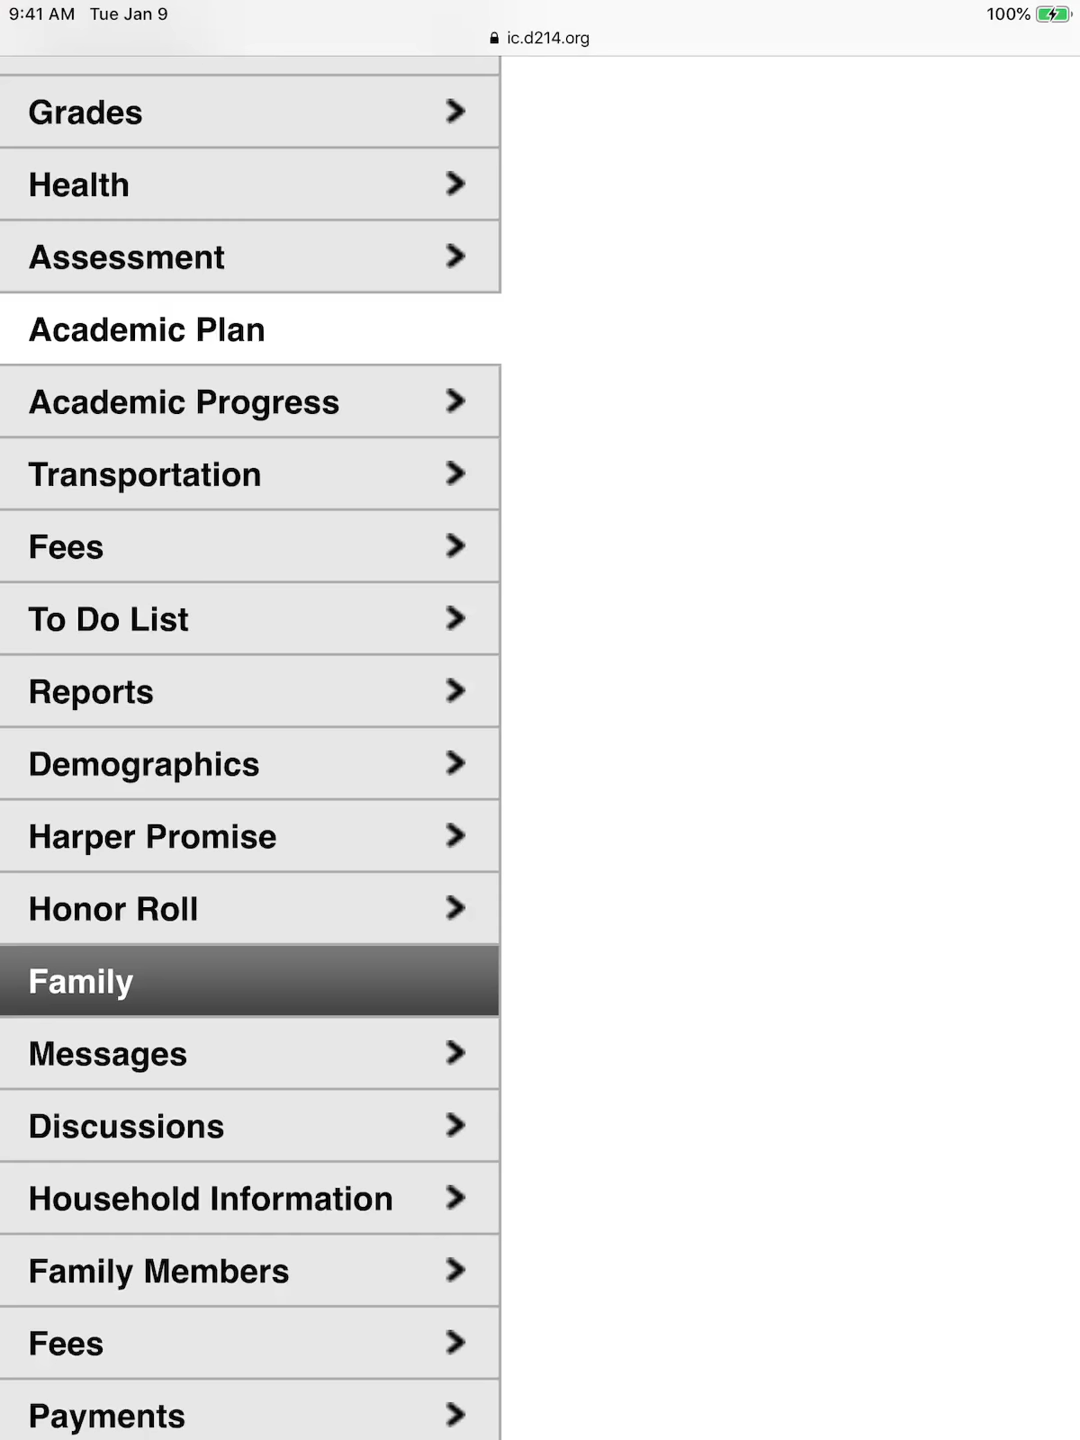 9:41 AM Tue Jan 9 100%
ic.d214.org
Grades
Health
Assessment
Academic Plan
Academic Progress
Transportation
Fees
To Do List
Reports
Demographics
Harper Promise
Honor Roll
Family
Messages
Discussions
Household Information
Family Members
Fees
Payments